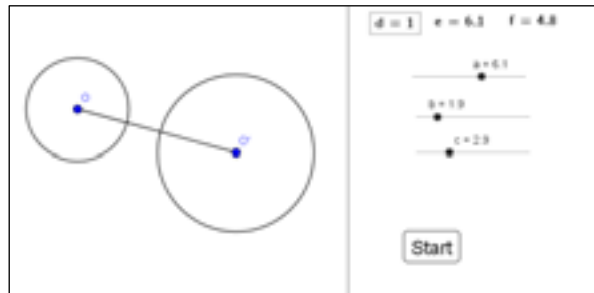 d = 1 e = 6.1 f = 4.8
O
O'
a = 6.1
b = 1.9
c = 2.9
Start